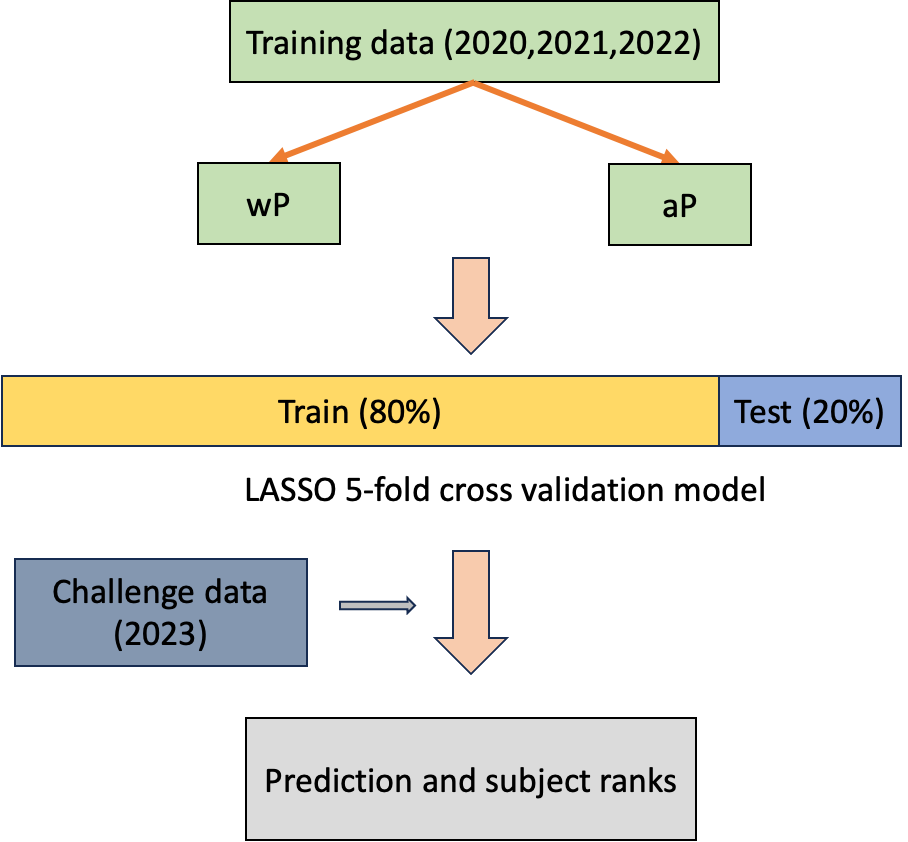 Training data (2020,2021,2022)
wP
aP
Train (80%)
Test (20%)
LASSO 5-fold cross validation model
Challenge data
(2023)
Prediction and subject ranks